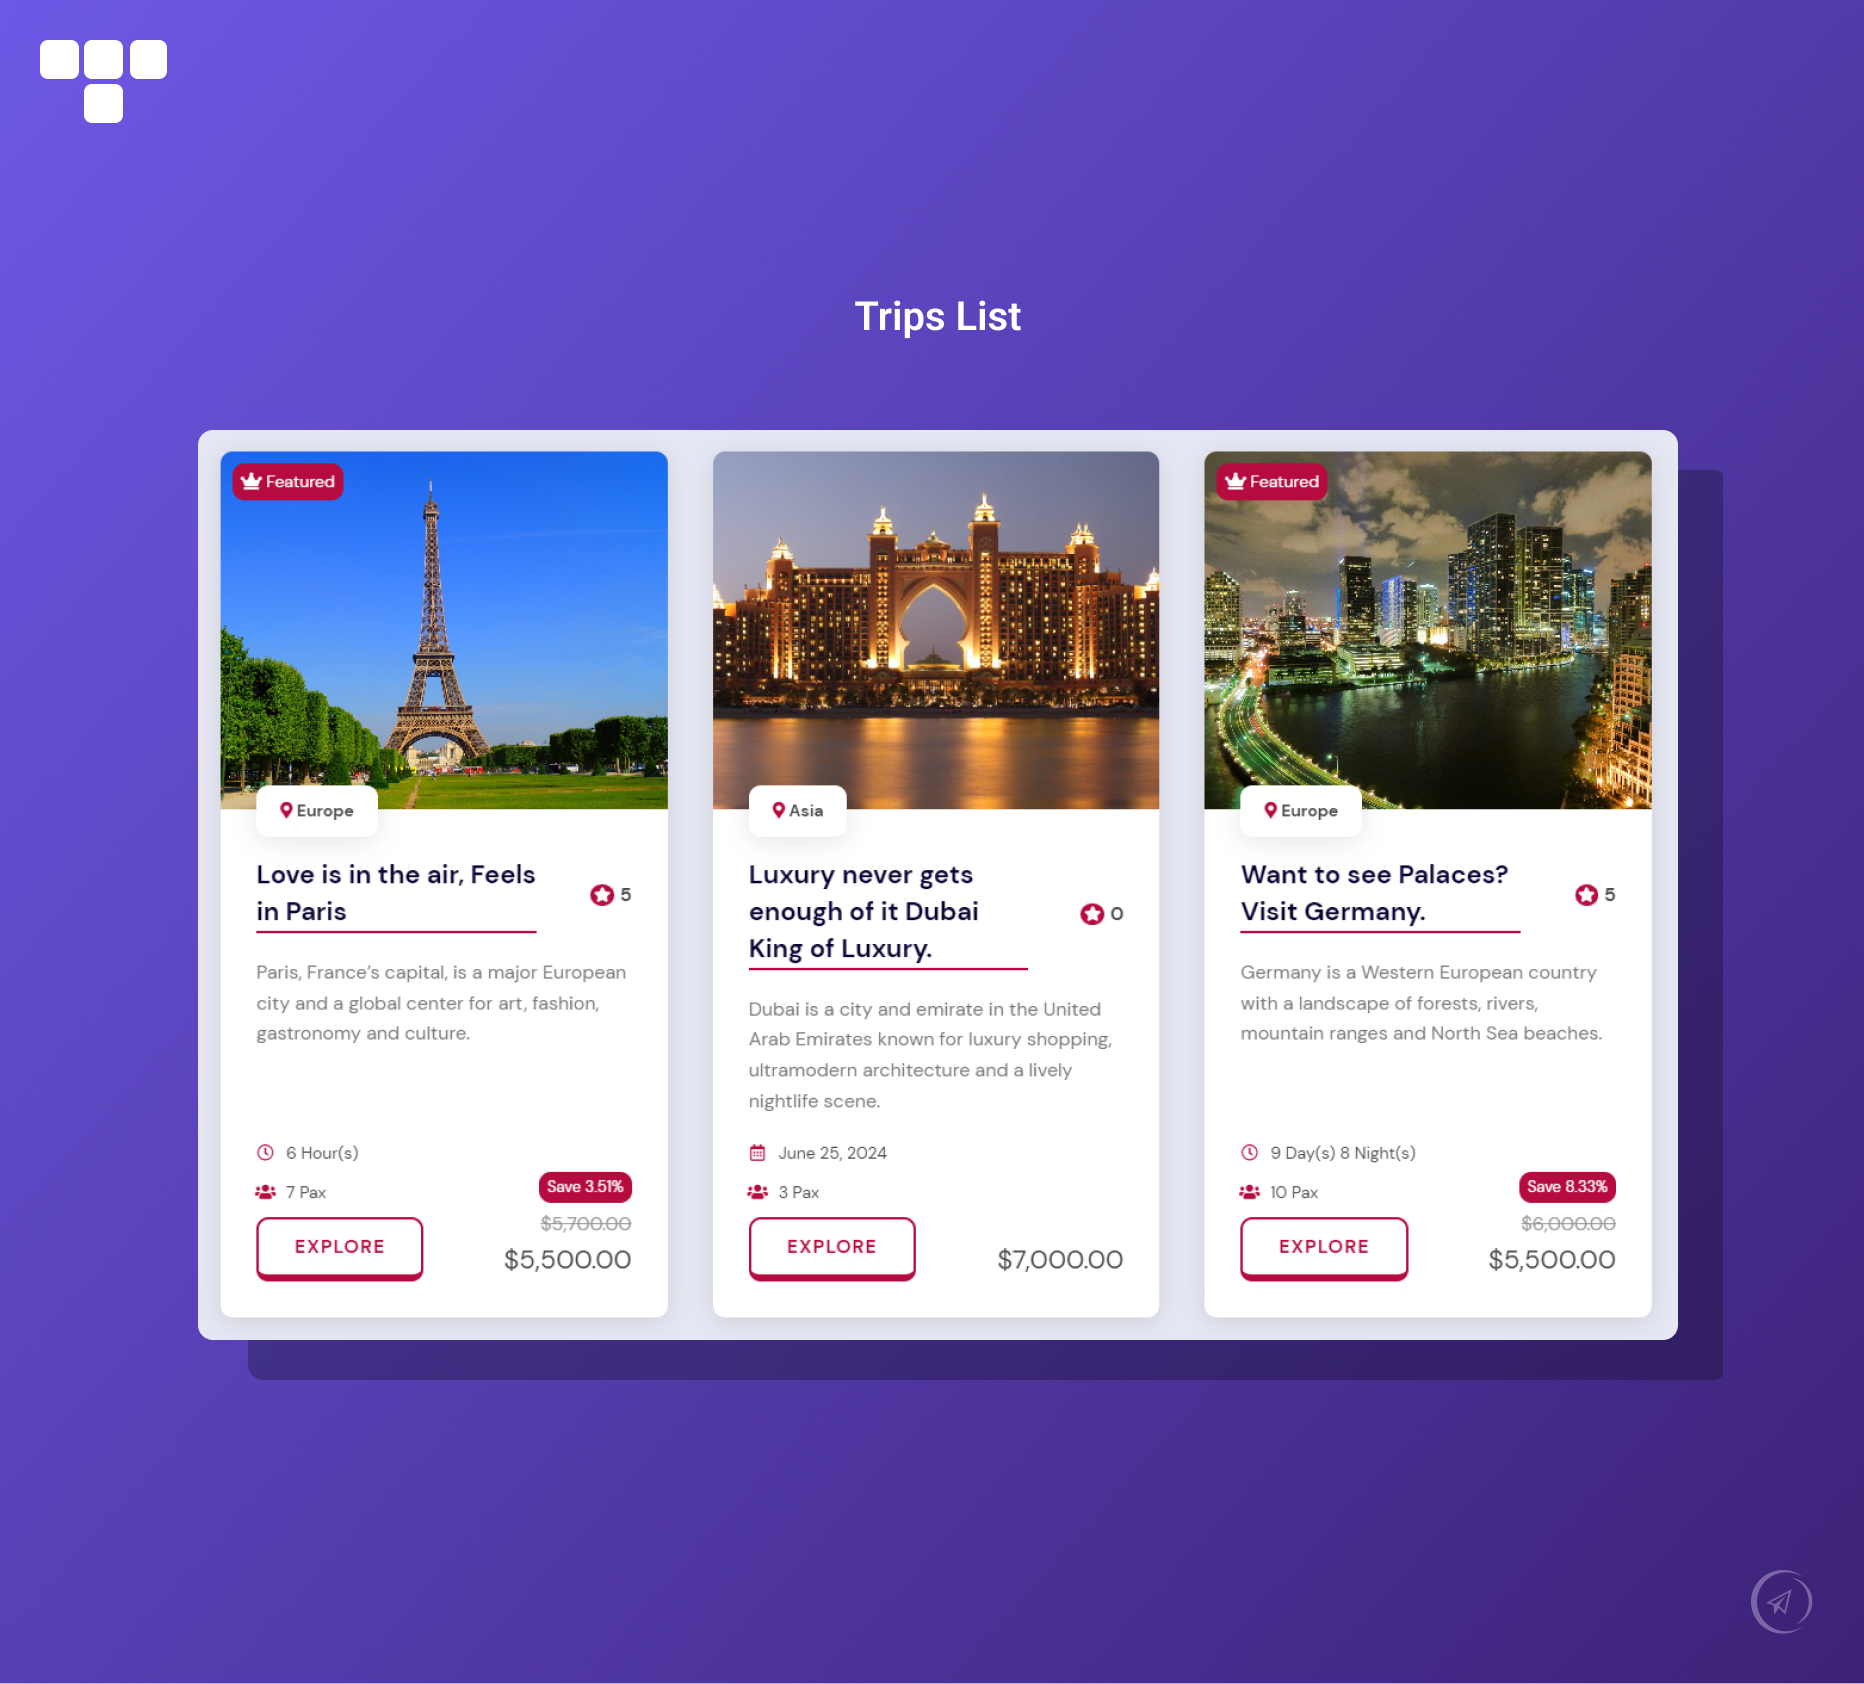 Trips List
Featured
Europe
Love is in the air, Feels
in Paris
5
Paris, France’s capital, is a major European
city and a global center for art, fashion,
gastronomy and culture.
6 Hour(s)
7 Pax
Save 3.51%
$5,700.00
EXPLORE
$5,500.00
Asia
Luxury never gets
enough of it Dubai
King of Luxury.
0
Dubai is a city and emirate in the United
Arab Emirates known for luxury shopping,
ultramodern architecture and a lively
nightlife scene.
June 25, 2024
3 Pax
EXPLORE
$7,000.00
Featured
Europe
Want to see Palaces?
Visit Germany.
5
Germany is a Western European country
with a landscape of forests, rivers,
mountain ranges and North Sea beaches.
9 Day(s) 8 Night(s)
10 Pax
Save 8.33%
$6,000.00
EXPLORE
$5,500.00